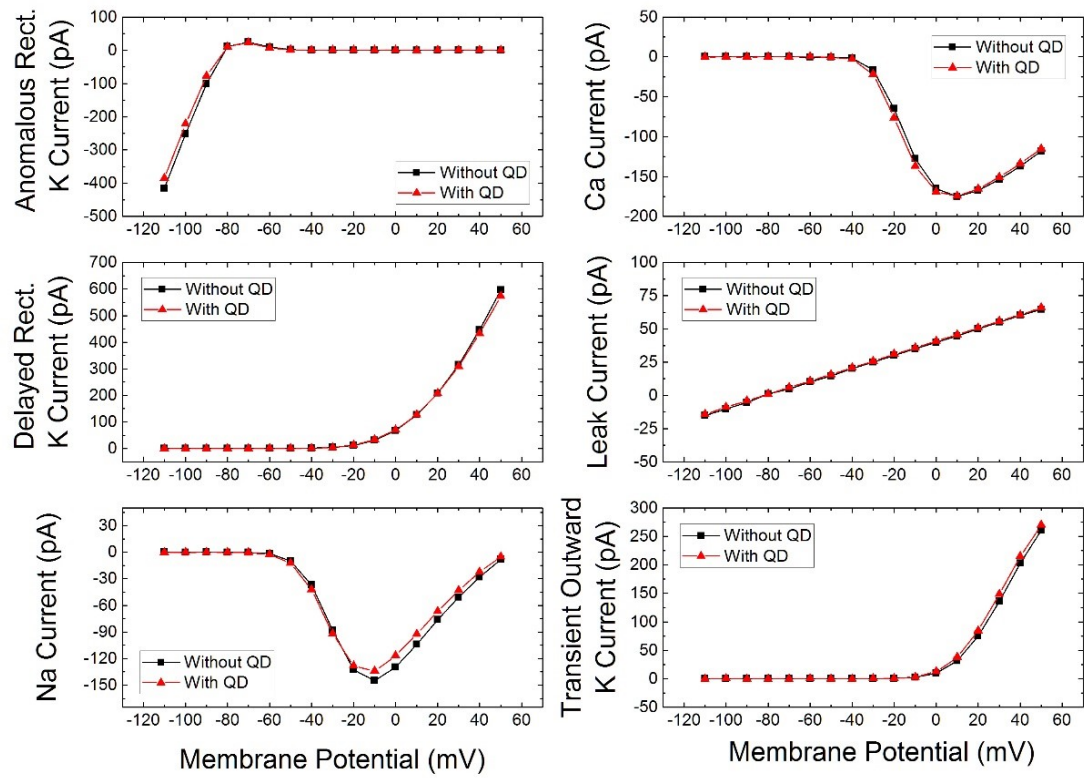 Anomalous Rect.
K Current (pA)
100
0
-100
-200
-300
-400
-500
Without QD
With QD
-120 -100 -80 -60 -40 -20 0 20 40 60
Ca Current (pA)
50
0
-50
-100
-150
-200
Without QD
With QD
-120 -100 -80 -60 -40 -20 0 20 40 60
Delayed Rect.
K Current (pA)
700
600
500
400
300
200
100
0
Without QD
With QD
-120 -100 -80 -60 -40 -20 0 20 40 60
Leak Current (pA)
100
75
50
25
0
-25
-50
Without QD
With QD
-120 -100 -80 -60 -40 -20 0 20 40 60
Na Current (pA)
30
0
-30
-60
-90
-120
-150
Without QD
With QD
-120 -100 -80 -60 -40 -20 0 20 40 60
Membrane Potential (mV)
Transient Outward
K Current (pA)
300
250
200
150
100
50
0
-50
Without QD
With QD
-120 -100 -80 -60 -40 -20 0 20 40 60
Membrane Potential (mV)